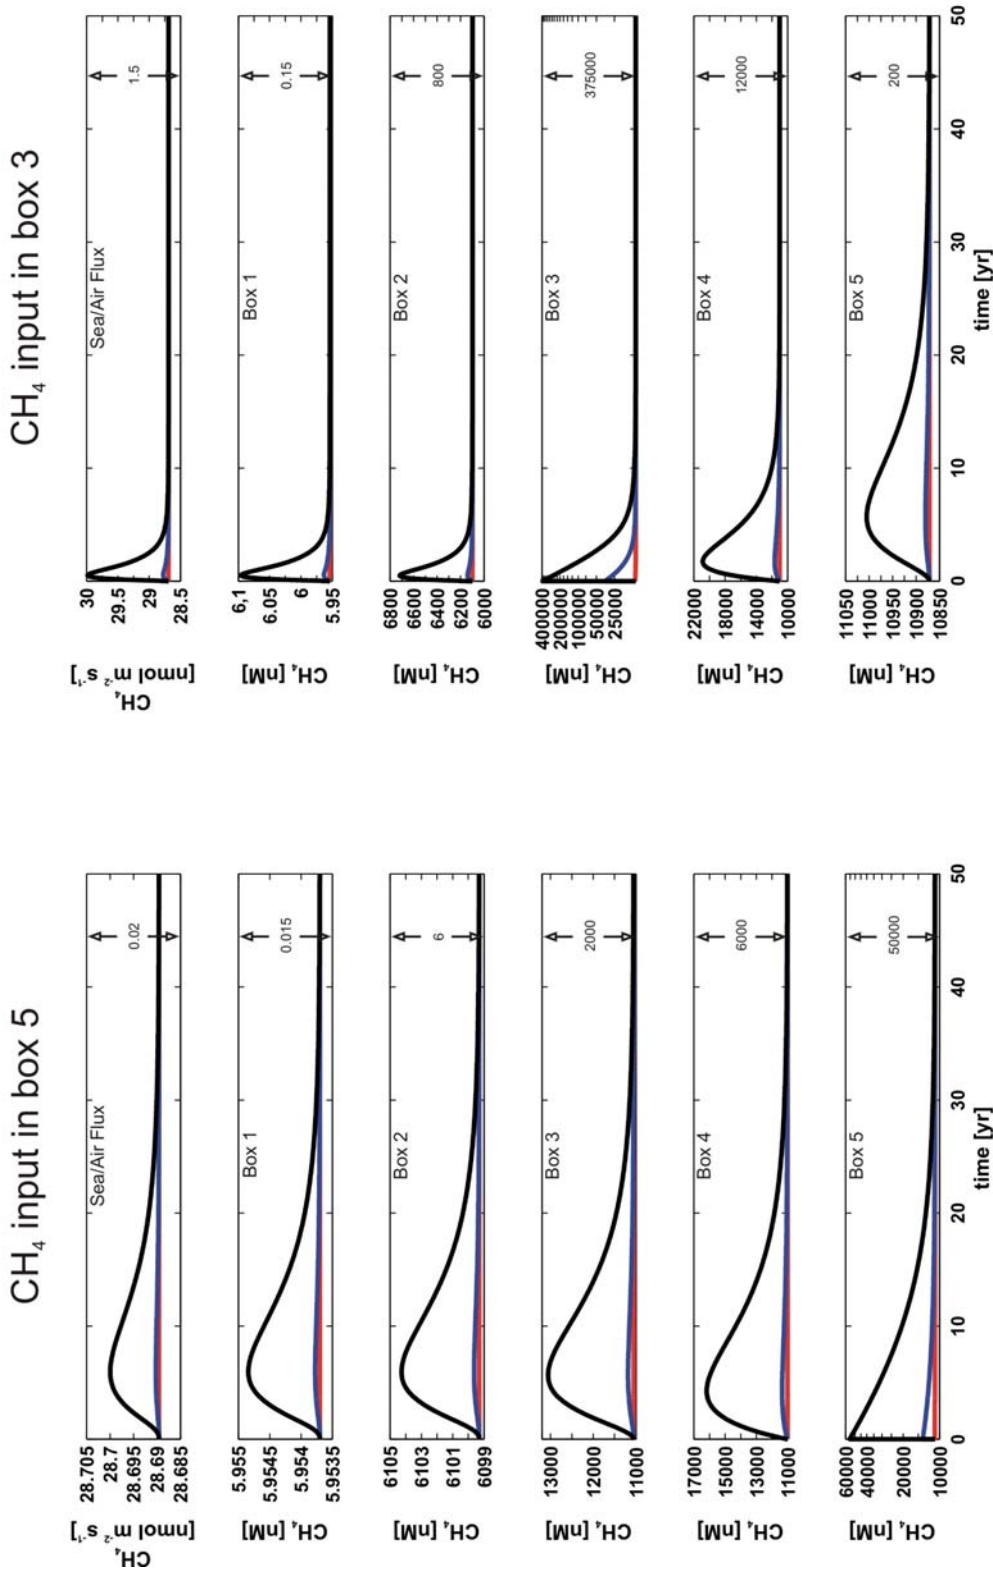 CH₄ input in box 5
Sea/Air Flux
CH₄
[nmol m⁻² s⁻¹]
28.705
28.7
28.695
28.69
28.685
0.02
Box 1
CH₄ [nM]
5.955
5.9545
5.954
5.9535
0.015
Box 2
CH₄ [nM]
6105
6103
6101
6099
6
Box 3
CH₄ [nM]
13000
12000
11000
2000
Box 4
CH₄ [nM]
17000
15000
13000
11000
6000
Box 5
CH₄ [nM]
60000
40000
20000
10000
50000
0
10
20
30
40
50
time [yr]
CH₄ input in box 3
Sea/Air Flux
CH₄
[nmol m⁻² s⁻¹]
30
29.5
29
28.5
1.5
Box 1
CH₄ [nM]
6,1
6.05
6
5.95
0.15
Box 2
CH₄ [nM]
6800
6600
6400
6200
6000
800
Box 3
CH₄ [nM]
400000
200000
100000
50000
25000
375000
Box 4
CH₄ [nM]
22000
18000
14000
10000
12000
Box 5
CH₄ [nM]
11050
11000
10900
10850
200
0
10
20
30
40
50
time [yr]